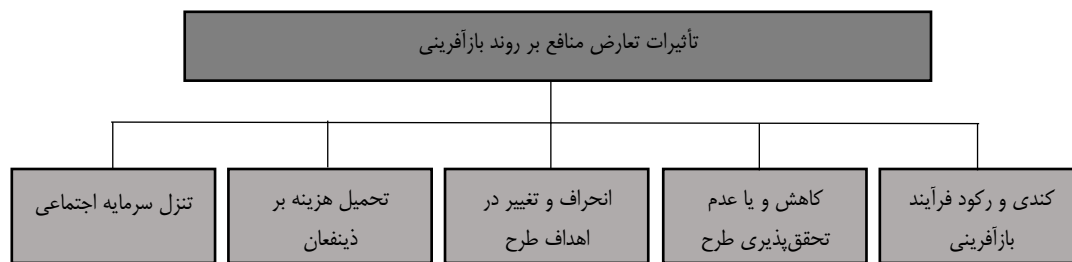 تأثیرات تعارض منافع بر روند بازآفرینی
کندی و رکود فرآیند
بازآفرینی
کاهش و یا عدم
تحقق‌پذیری طرح
انحراف و تغییر در
اهداف طرح
تحمیل هزینه بر
ذینفعان
تنزل سرمایه اجتماعی